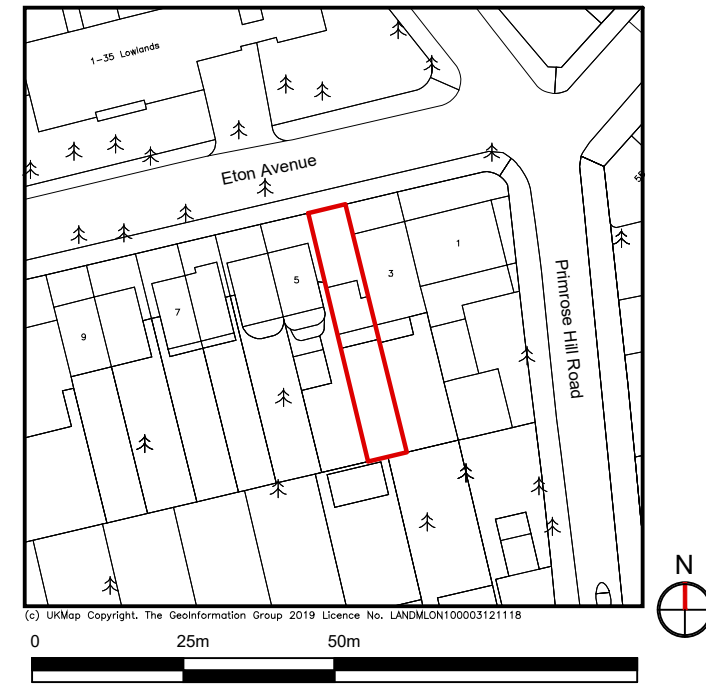 1-35 Lowlands
Eton Avenue
1
3
5
7
9
Primrose Hill Road
N
(c) UKMap Copyright. The GeoInformation Group 2019 Licence No. LANDMLON100003121118
0 25m 50m